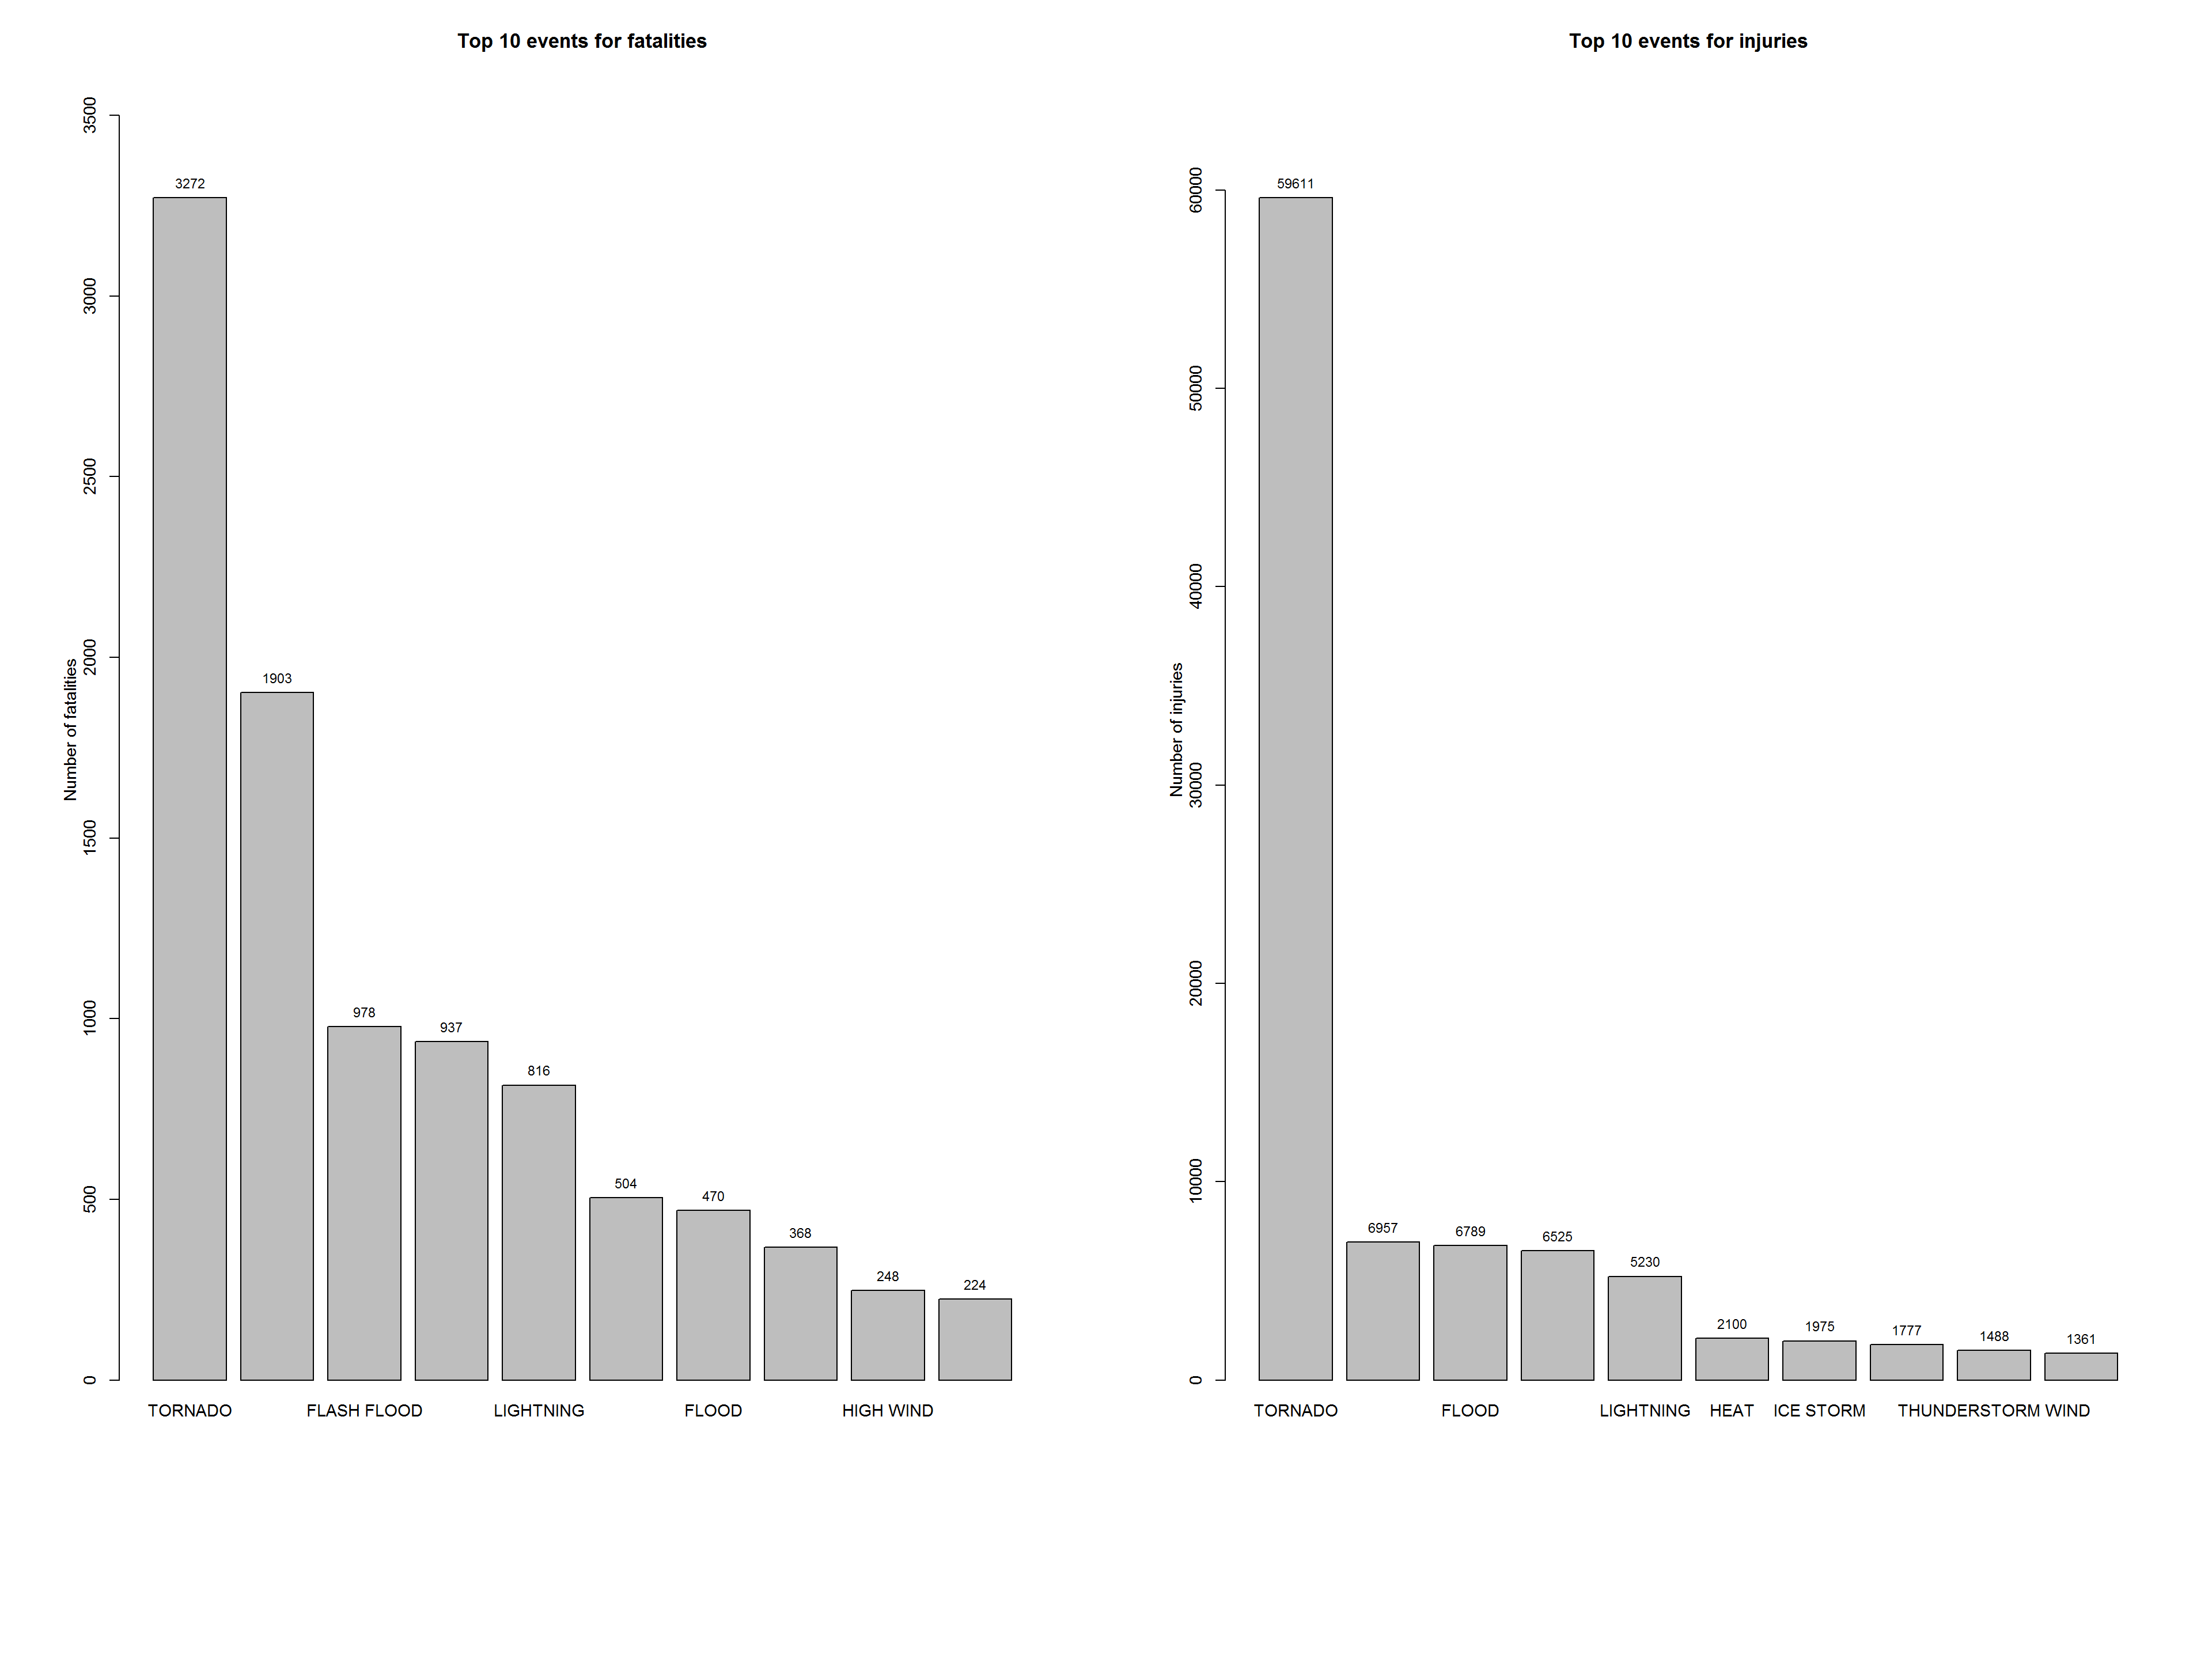 Top 10 events for fatalities
Number of fatalities
3500
3000
2500
2000
1500
1000
500
0
3272
1903
978
937
816
504
470
368
248
224
TORNADO
FLASH FLOOD
LIGHTNING
FLOOD
HIGH WIND
Top 10 events for injuries
Number of injuries
60000
50000
40000
30000
20000
10000
0
59611
6957
6789
6525
5230
2100
1975
1777
1488
1361
TORNADO
FLOOD
LIGHTNING
HEAT
ICE STORM
THUNDERSTORM WIND